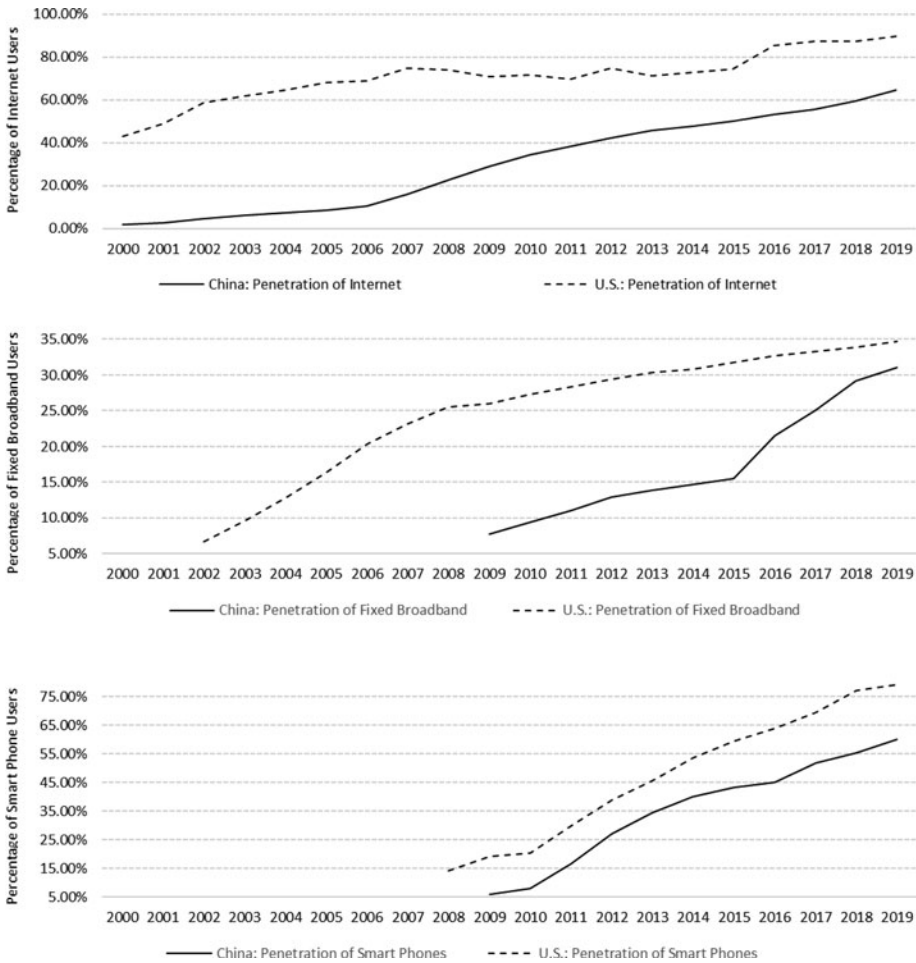 Percentage of Internet Users
100.00%
80.00%
60.00%
40.00%
20.00%
0.00%
2000 2001 2002 2003 2004 2005 2006 2007 2008 2009 2010 2011 2012 2013 2014 2015 2016 2017 2018 2019
China: Penetration of Internet U.S.: Penetration of Internet
Percentage of Fixed Broadband Users
35.00%
30.00%
25.00%
20.00%
15.00%
10.00%
5.00%
2000 2001 2002 2003 2004 2005 2006 2007 2008 2009 2010 2011 2012 2013 2014 2015 2016 2017 2018 2019
China: Penetration of Fixed Broadband U.S.: Penetration of Fixed Broadband
Percentage of Smart Phone Users
75.00%
65.00%
55.00%
45.00%
35.00%
25.00%
15.00%
5.00%
2000 2001 2002 2003 2004 2005 2006 2007 2008 2009 2010 2011 2012 2013 2014 2015 2016 2017 2018 2019
China: Penetration of Smart Phones U.S.: Penetration of Smart Phones